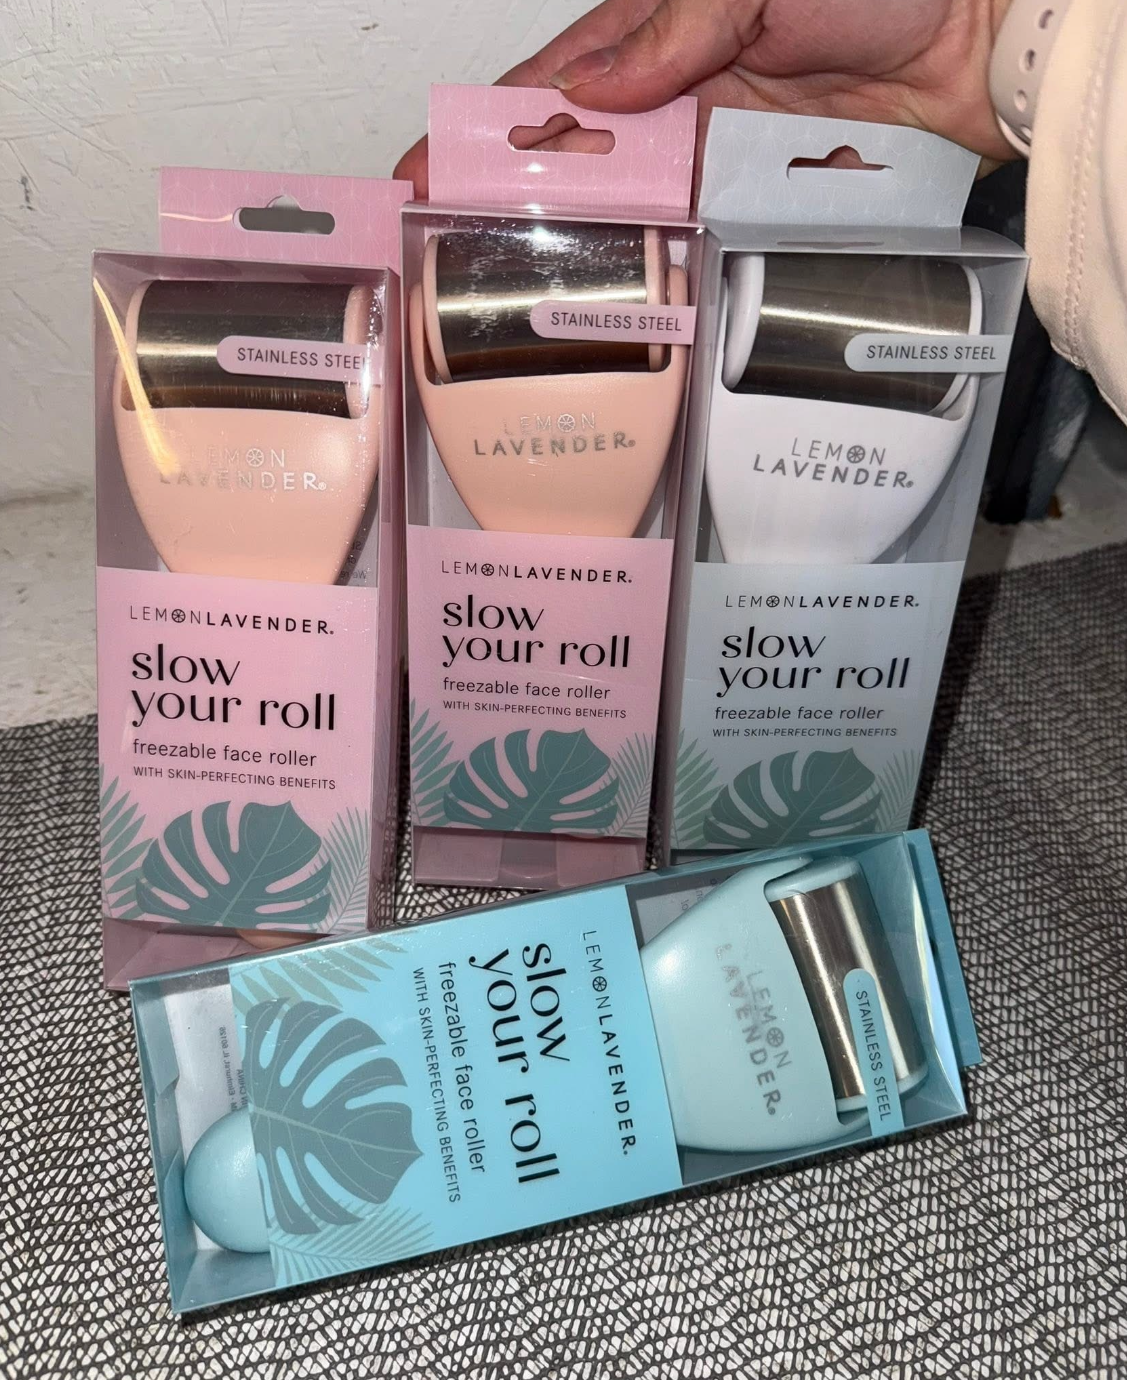 STAINLESS STEEL
LEMON
LAVENDER®
LEMONLAVENDER®
slow
your roll
freezable face roller
WITH SKIN-PERFECTING BENEFITS
STAINLESS STEEL
LEMON
LAVENDER®
LEMONLAVENDER®
slow
your roll
freezable face roller
WITH SKIN-PERFECTING BENEFITS
STAINLESS STEEL
LEMON
LAVENDER®
LEMONLAVENDER®
slow
your roll
freezable face roller
WITH SKIN-PERFECTING BENEFITS
STAINLESS STEEL
LEMON
LAVENDER®
LEMONLAVENDER®
slow
your roll
freezable face roller
WITH SKIN-PERFECTING BENEFITS